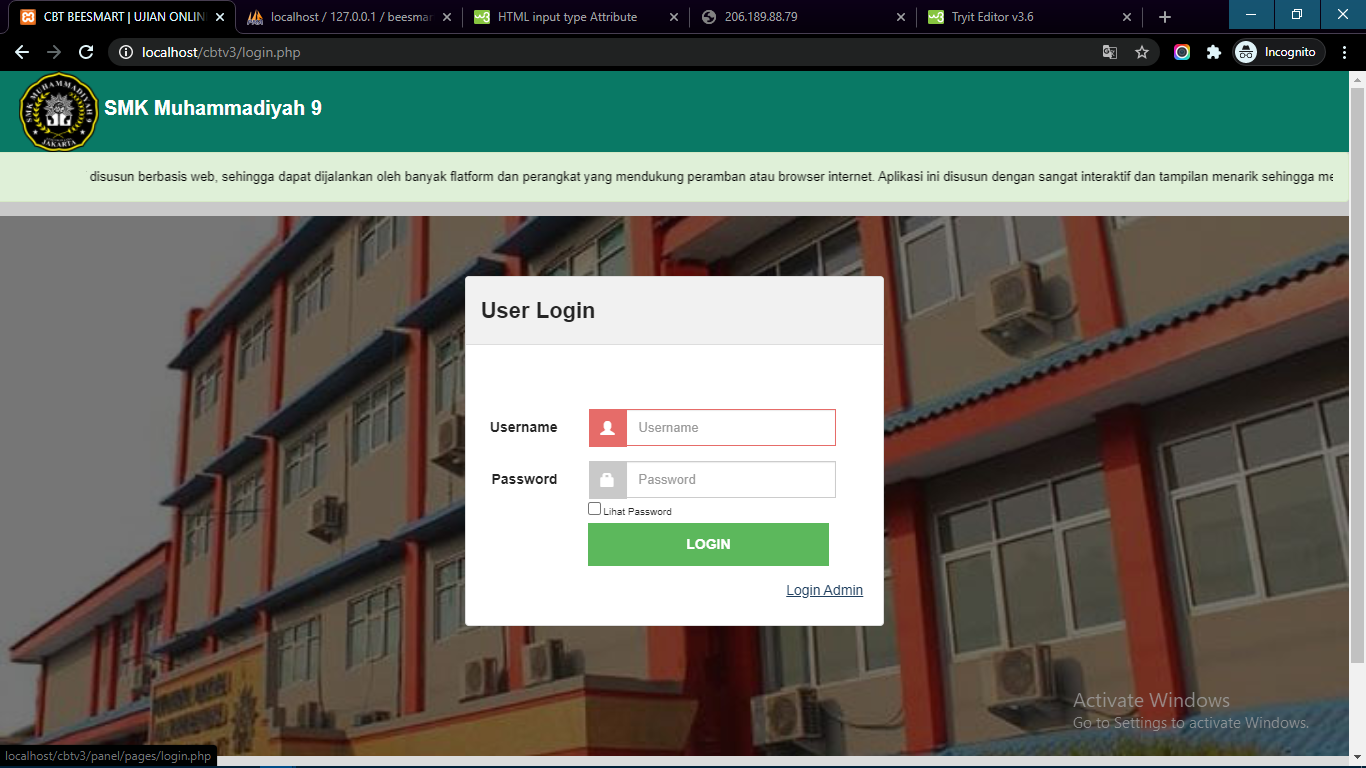 CBT BEESMART | UJIAN ONLIN
localhost / 127.0.0.1 / beesmar
HTML input type Attribute
206.189.88.79
Tryit Editor v3.6
localhost/cbtv3/login.php
Incognito
SMK MUHAMMADIYAH 9
JAKARTA
SMK Muhammadiyah 9
disusun berbasis web, sehingga dapat dijalankan oleh banyak flatform dan perangkat yang mendukung peramban atau browser internet. Aplikasi ini disusun dengan sangat interaktif dan tampilan menarik sehingga me
User Login
Username
Username
Password
Password
Lihat Password
LOGIN
Login Admin
Activate Windows
Go to Settings to activate Windows.
localhost/cbtv3/panel/pages/login.php